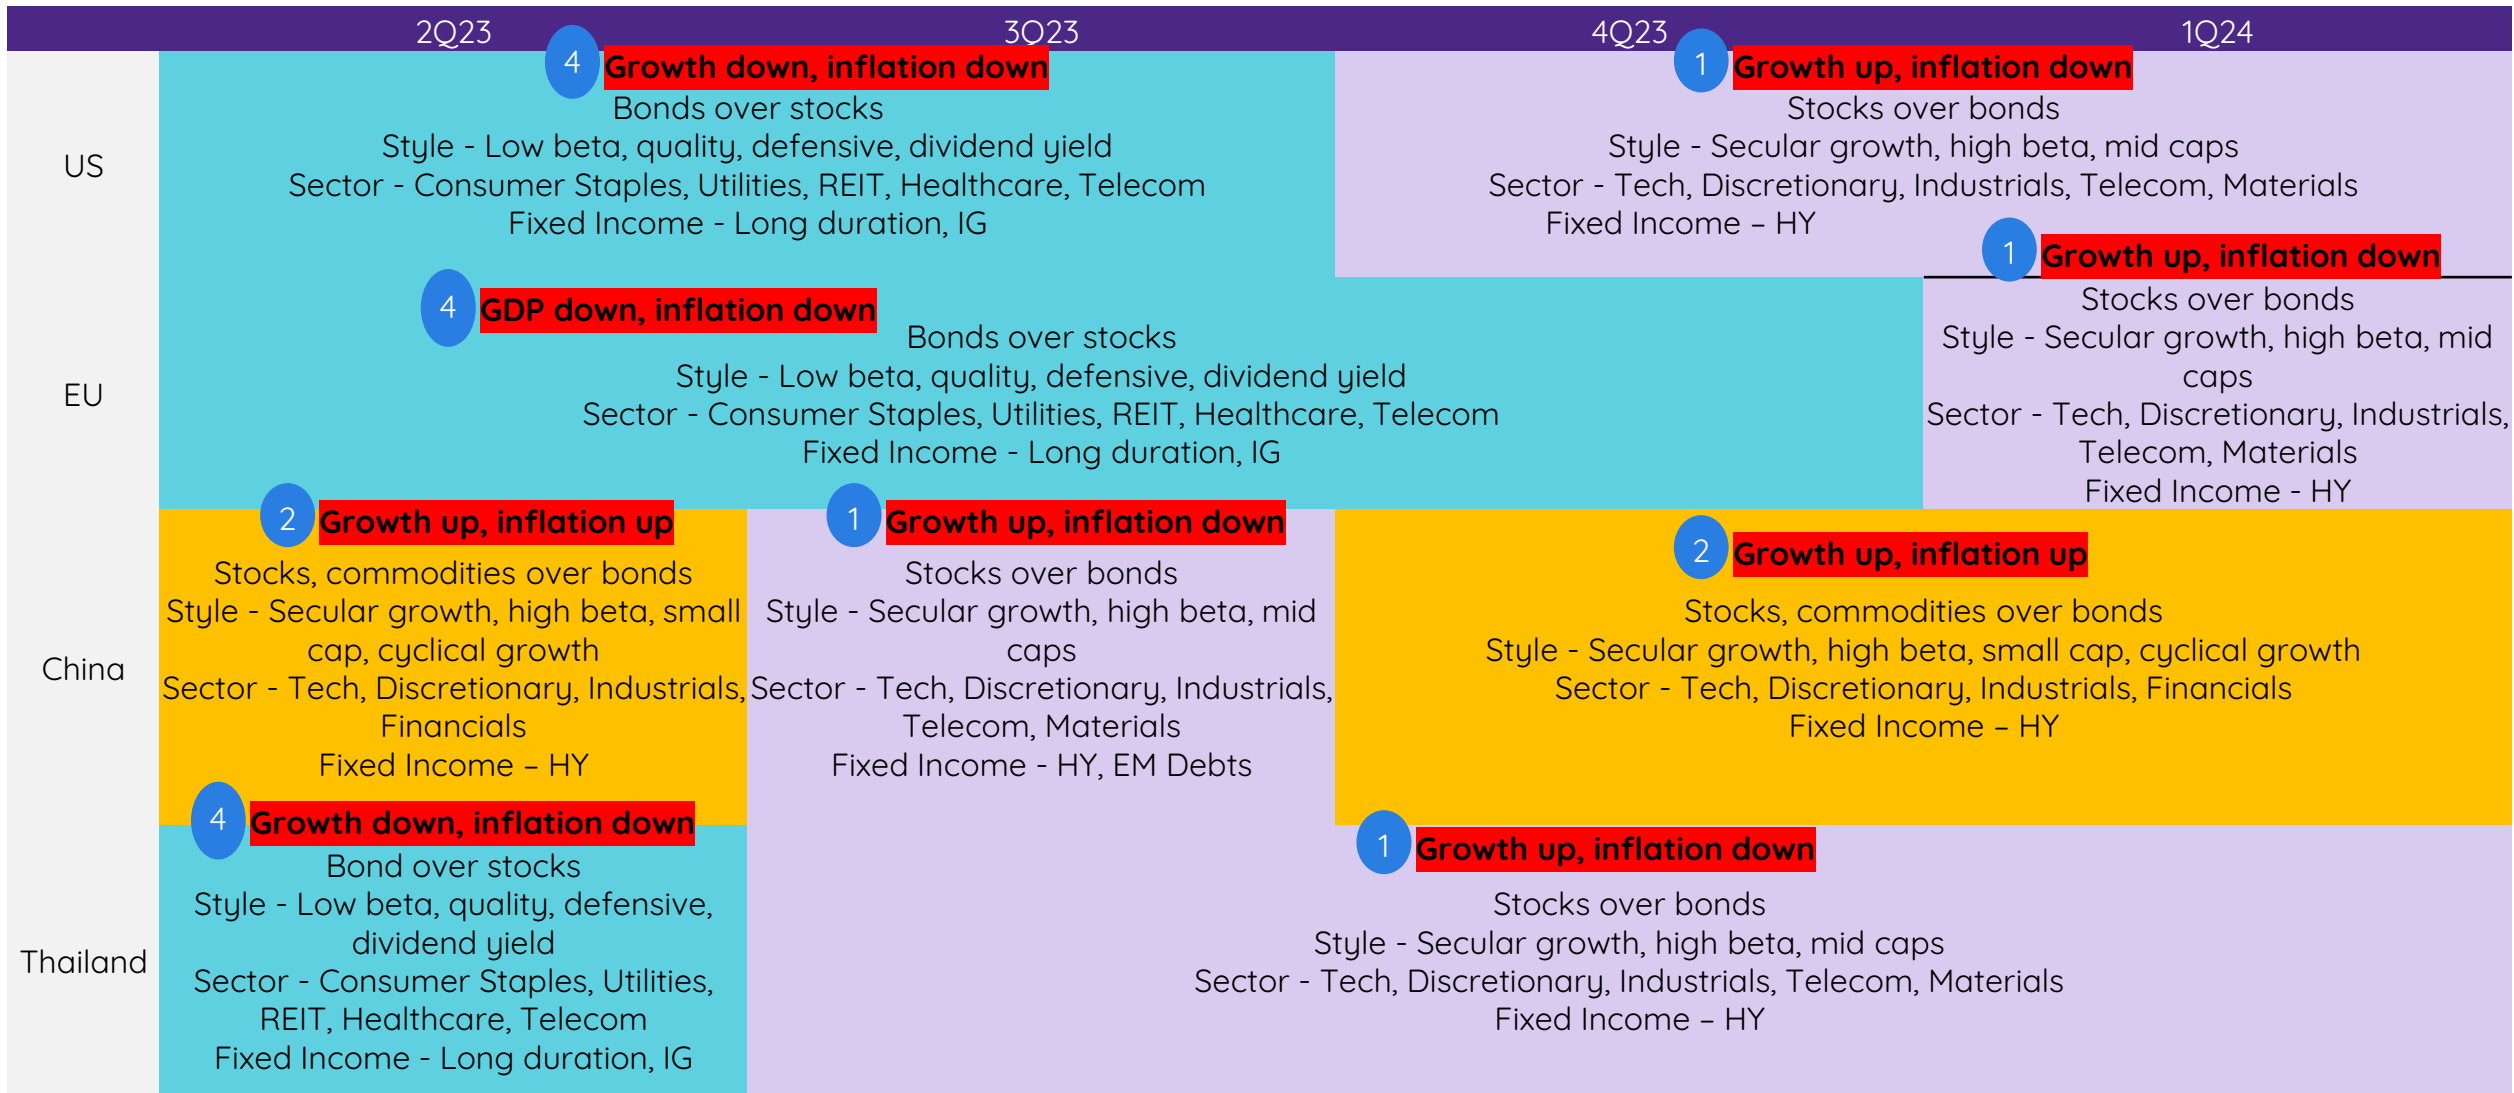 2Q23 3Q23 4Q23 1Q24
US
4 Growth down, inflation down
Bonds over stocks
Style - Low beta, quality, defensive, dividend yield
Sector - Consumer Staples, Utilities, REIT, Healthcare, Telecom
Fixed Income - Long duration, IG
1 Growth up, inflation down
Stocks over bonds
Style - Secular growth, high beta, mid caps
Sector - Tech, Discretionary, Industrials, Telecom, Materials
Fixed Income – HY
EU
4 GDP down, inflation down
Bonds over stocks
Style - Low beta, quality, defensive, dividend yield
Sector - Consumer Staples, Utilities, REIT, Healthcare, Telecom
Fixed Income - Long duration, IG
1 Growth up, inflation down
Stocks over bonds
Style - Secular growth, high beta, mid
caps
Sector - Tech, Discretionary, Industrials,
Telecom, Materials
Fixed Income - HY
China
2 Growth up, inflation up
Stocks, commodities over bonds
Style - Secular growth, high beta, small
cap, cyclical growth
Sector - Tech, Discretionary, Industrials,
Financials
Fixed Income – HY
1 Growth up, inflation down
Stocks over bonds
Style - Secular growth, high beta, mid
caps
Sector - Tech, Discretionary, Industrials,
Telecom, Materials
Fixed Income - HY, EM Debts
2 Growth up, inflation up
Stocks, commodities over bonds
Style - Secular growth, high beta, small cap, cyclical growth
Sector - Tech, Discretionary, Industrials, Financials
Fixed Income – HY
Thailand
4 Growth down, inflation down
Bond over stocks
Style - Low beta, quality, defensive,
dividend yield
Sector - Consumer Staples, Utilities,
REIT, Healthcare, Telecom
Fixed Income - Long duration, IG
1 Growth up, inflation down
Stocks over bonds
Style - Secular growth, high beta, mid caps
Sector - Tech, Discretionary, Industrials, Telecom, Materials
Fixed Income – HY